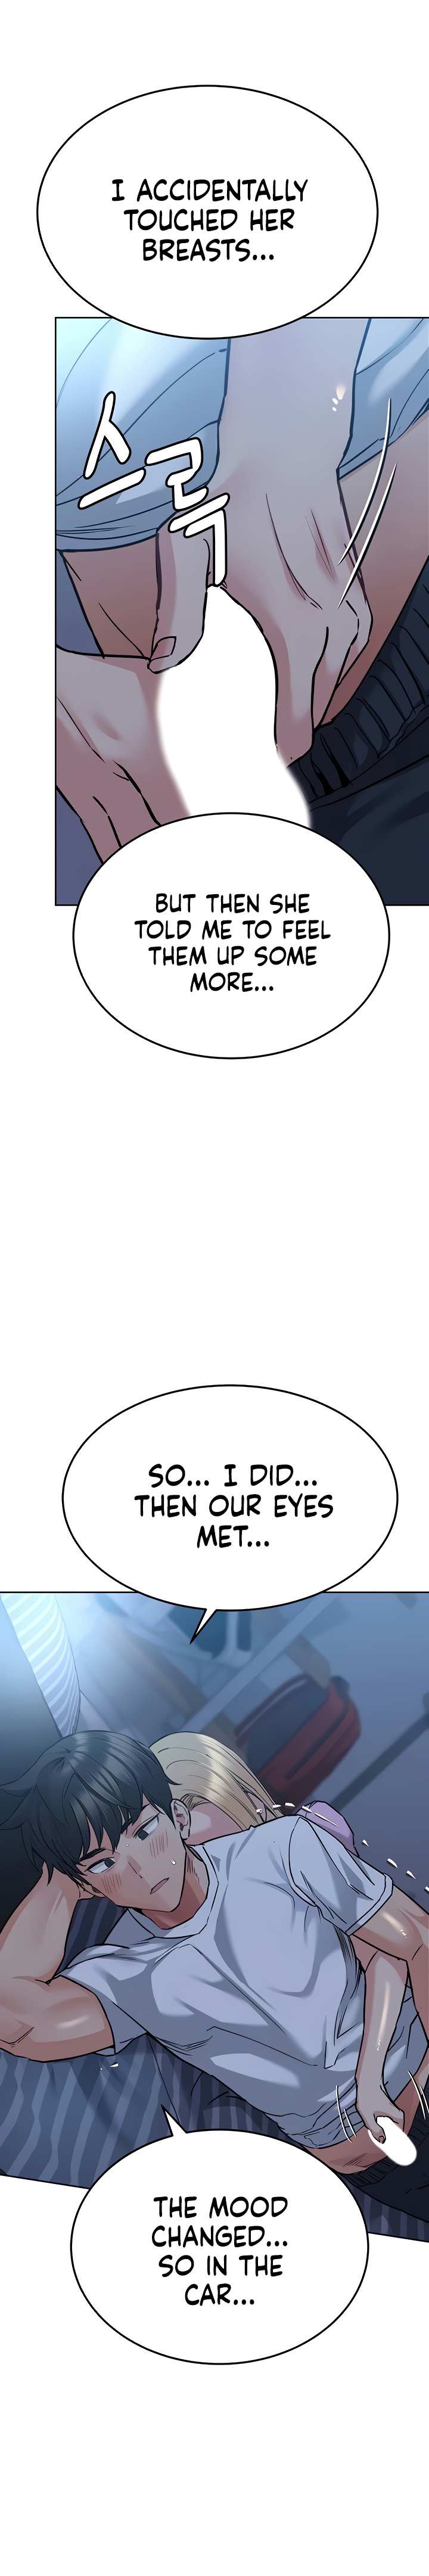 I ACCIDENTALLY
TOUCHED HER
BREASTS...
스륵
BUT THEN SHE
TOLD ME TO FEEL
THEM UP SOME
MORE...
SO... I DID...
THEN OUR EYES
MET...
THE MOOD
CHANGED...
SO IN THE
CAR...